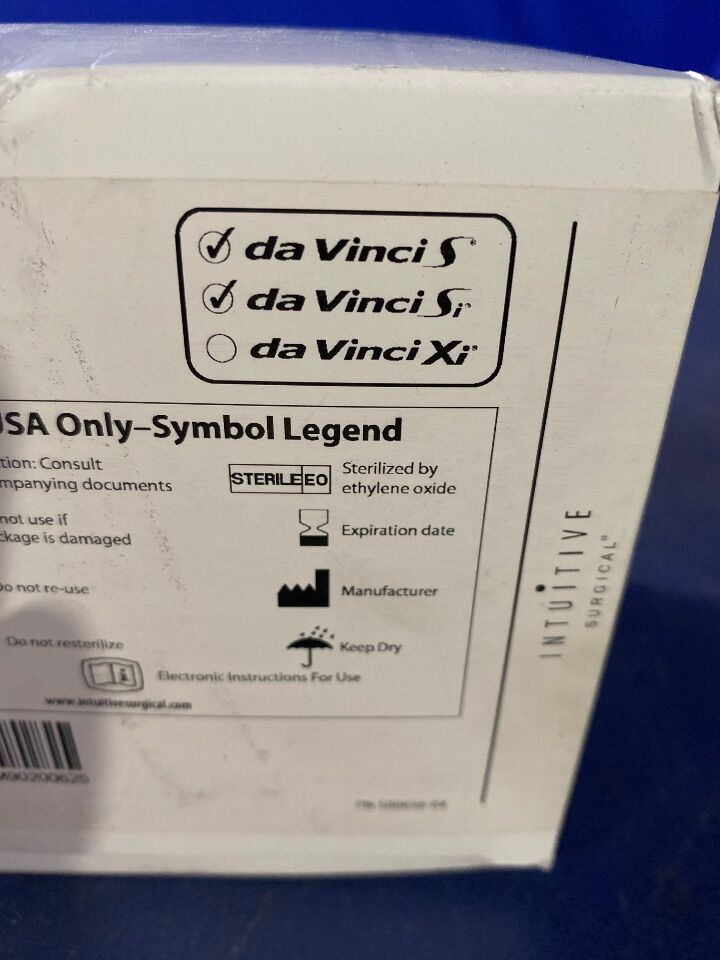 da Vinci S®
da Vinci Si™
da Vinci Xi®
USA Only–Symbol Legend
tion: Consult
mpanying documents
STERILE EO
Sterilized by
ethylene oxide
not use if
ckage is damaged
Expiration date
Do not re-use
Manufacturer
Do not resterilize
Keep Dry
i
Electronic Instructions For Use
www.intuitivesurgical.com
INTUITIVE
SURGICAL®